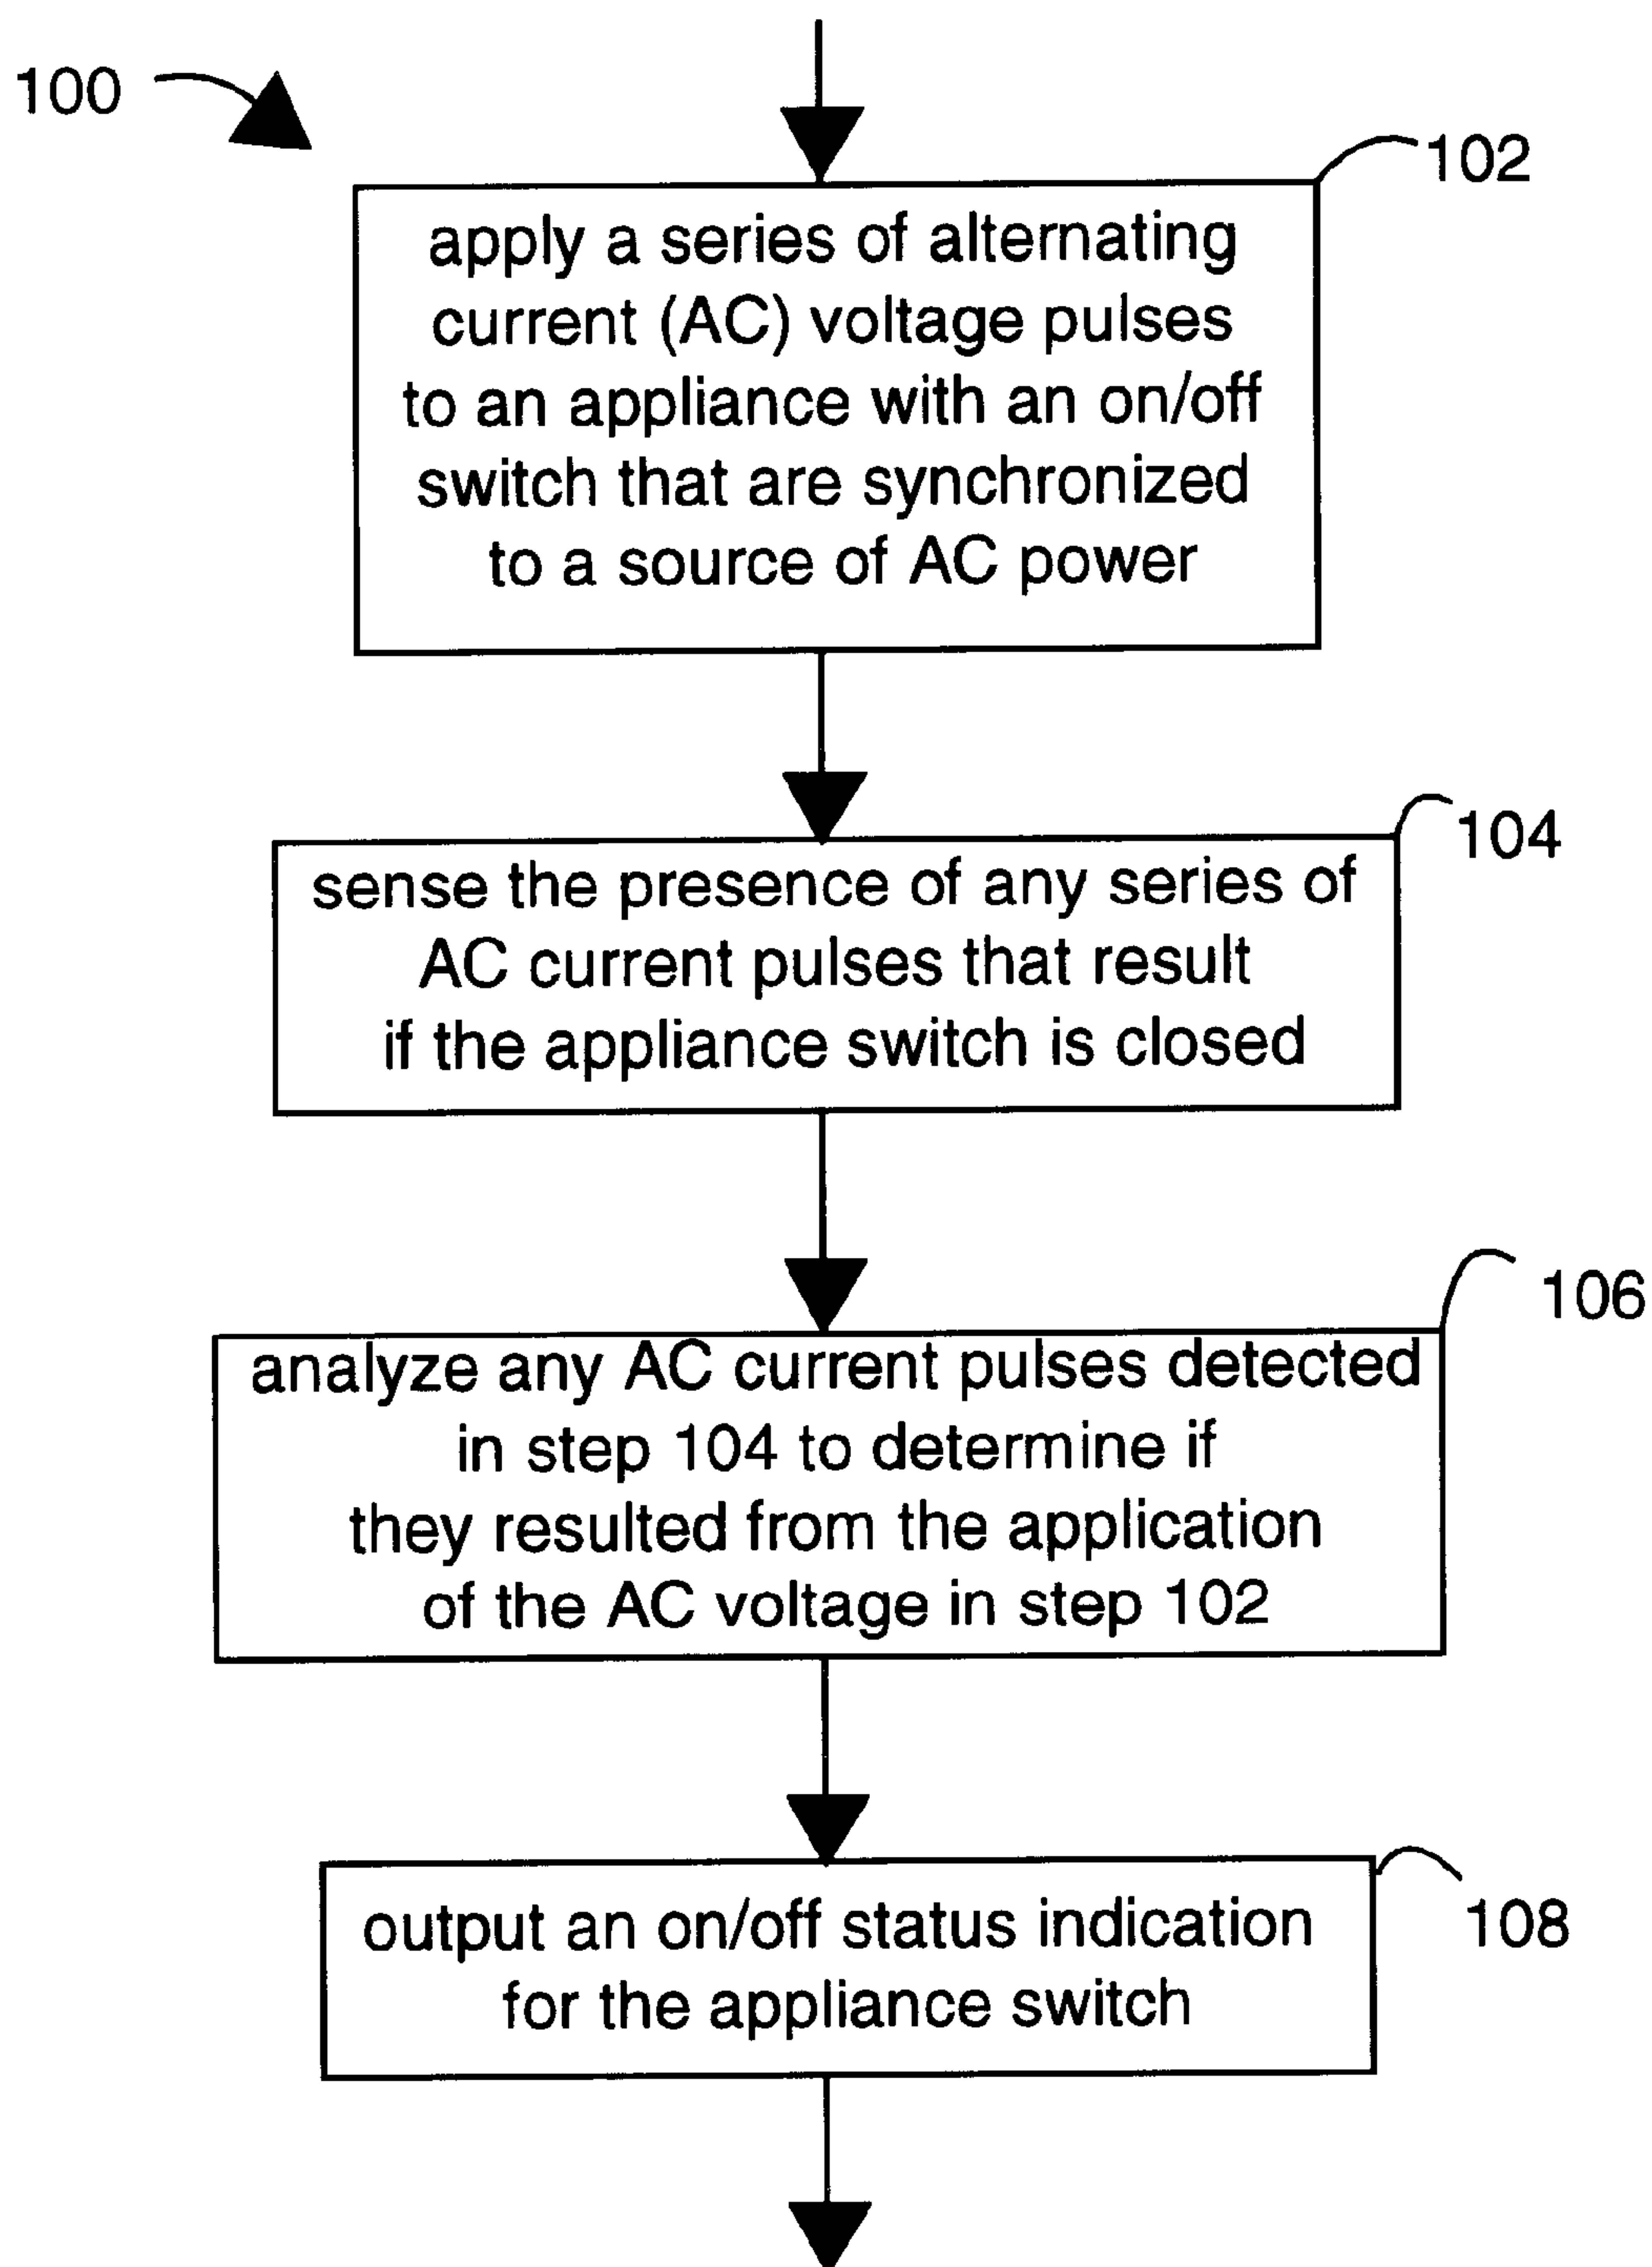 100
102
apply a series of alternating
current (AC) voltage pulses
to an appliance with an on/off
switch that are synchronized
to a source of AC power
104
sense the presence of any series of
AC current pulses that result
if the appliance switch is closed
106
analyze any AC current pulses detected
in step 104 to determine if
they resulted from the application
of the AC voltage in step 102
108
output an on/off status indication
for the appliance switch